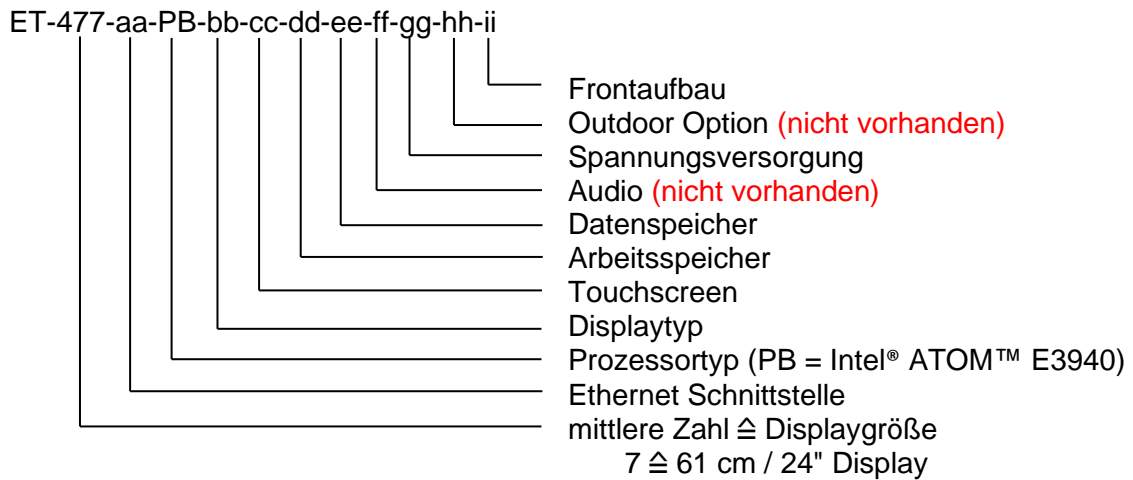 ET-477-aa-PB-bb-cc-dd-ee-ff-gg-hh-ii
Frontaufbau
Outdoor Option (nicht vorhanden)
Spannungsversorgung
Audio (nicht vorhanden)
Datenspeicher
Arbeitsspeicher
Touchscreen
Displaytyp
Prozessortyp (PB = Intel® ATOM™ E3940)
Ethernet Schnittstelle
mittlere Zahl ≙ Displaygröße
7 ≙ 61 cm / 24" Display